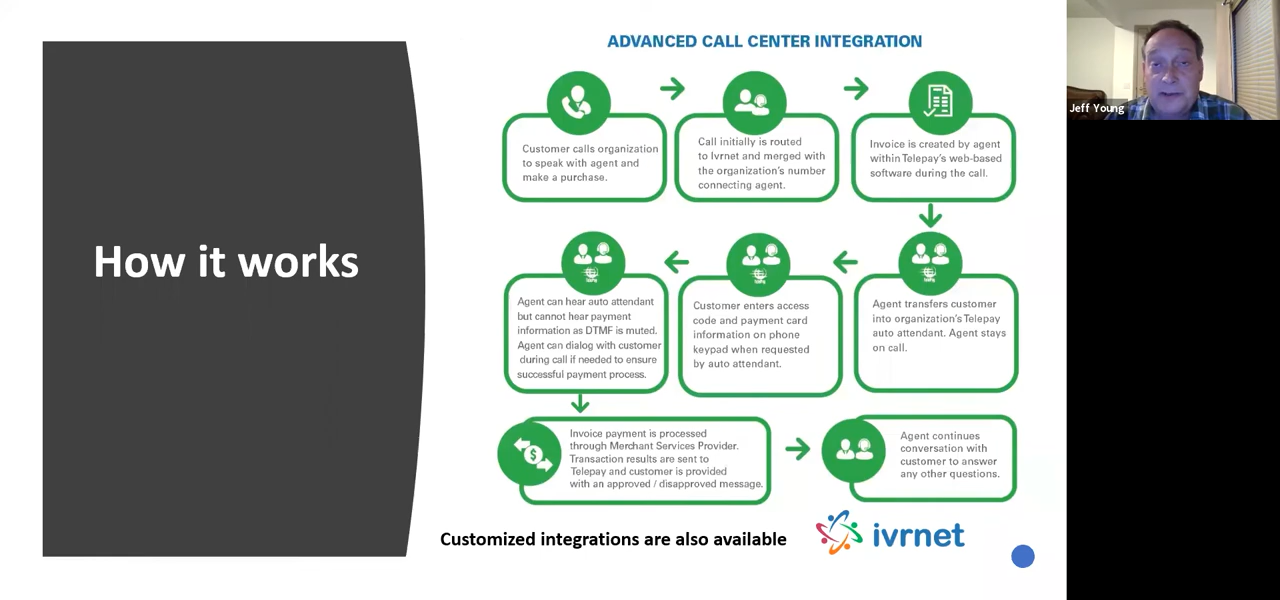 How it works
ADVANCED CALL CENTER INTEGRATION
Customer calls organization
to speak with agent and
make a purchase.
Call initially is routed
to Ivrnet and merged with
the organization's number
connecting agent.
Invoice is created by agent
within Telepay's web-based
software during the call.
Agent transfers customer
into organization's Telepay
auto attendant. Agent stays
on call.
Customer enters access
code and payment card
information on phone
keypad when requested
by auto attendant.
Agent can hear auto attendant
but cannot hear payment
information as DTMF is muted.
Agent can dialog with customer
during call if needed to ensure
successful payment process.
Invoice payment is processed
through Merchant Services Provider.
Transaction results are sent to
Telepay and customer is provided
with an approved / disapproved message.
Agent continues
conversation with
customer to answer
any other questions.
Customized integrations are also available
ivrnet
Jeff Young